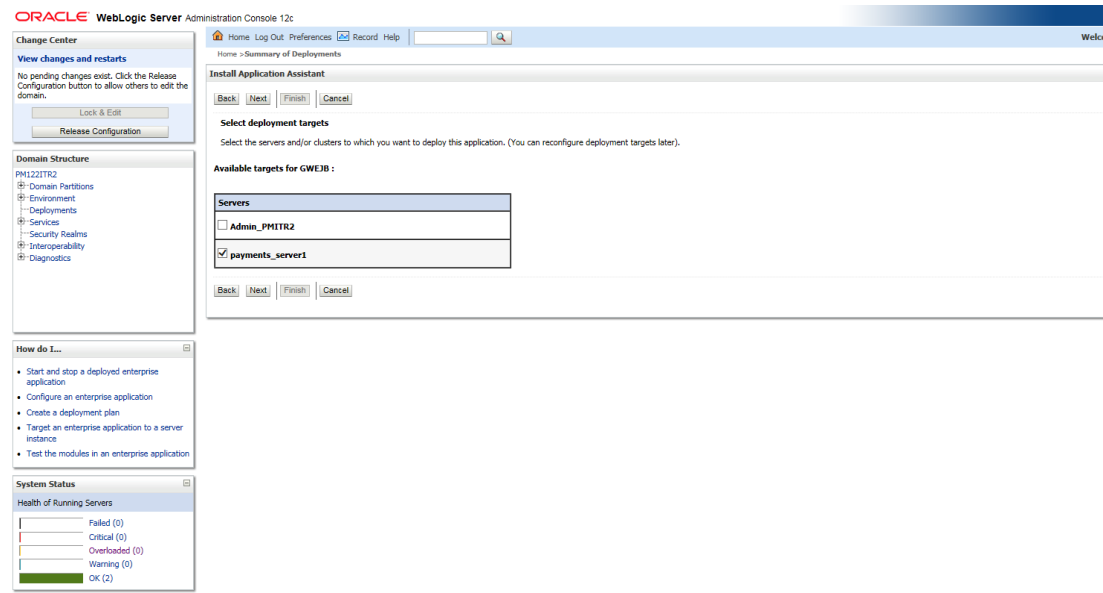 ORACLE WebLogic Server Administration Console 12c
Change Center
View changes and restarts
No pending changes exist. Click the Release
Configuration button to allow others to edit the
domain.
Lock & Edit
Release Configuration
Domain Structure
PM122ITR2
Domain Partitions
Environment
Deployments
Services
Security Realms
Interoperability
Diagnostics
How do I...
Start and stop a deployed enterprise
application
Configure an enterprise application
Create a deployment plan
Target an enterprise application to a server
instance
Test the modules in an enterprise application
System Status
Health of Running Servers
Failed (0)
Critical (0)
Overloaded (0)
Warning (0)
OK (2)
Home Log Out Preferences Record Help
Home >Summary of Deployments
Install Application Assistant
Back Next Finish Cancel
Select deployment targets
Select the servers and/or clusters to which you want to deploy this application. (You can reconfigure deployment targets later).
Available targets for GWEJB :
Servers
Admin_PMITR2
payments_server1
Back Next Finish Cancel